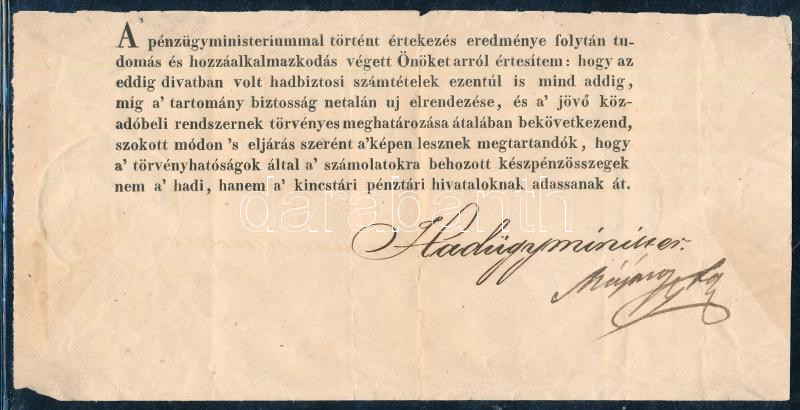 A' pénzügyministeriummal történt értekezés eredménye folytán tu-
domás és hozzáalkalmazkodás végett Önöket arról értesítem: hogy az
eddig divatban volt hadbiztosi számtételek ezentúl is mind addig,
míg a' tartomány biztosság netalán uj elrendezése, és a' jövő köz-
adóbeli rendszernek törvényes meghatározása átalában bekövetkezend,
szokott módon 's eljárás szerént a'képen lesznek megtartandók, hogy
a' törvényhatóságok által a' számolatokra behozott készpénzösszegek
nem a' hadi, hanem a' kincstári pénztári hivataloknak adassanak át.
darabanth
Hadügyminiszer.